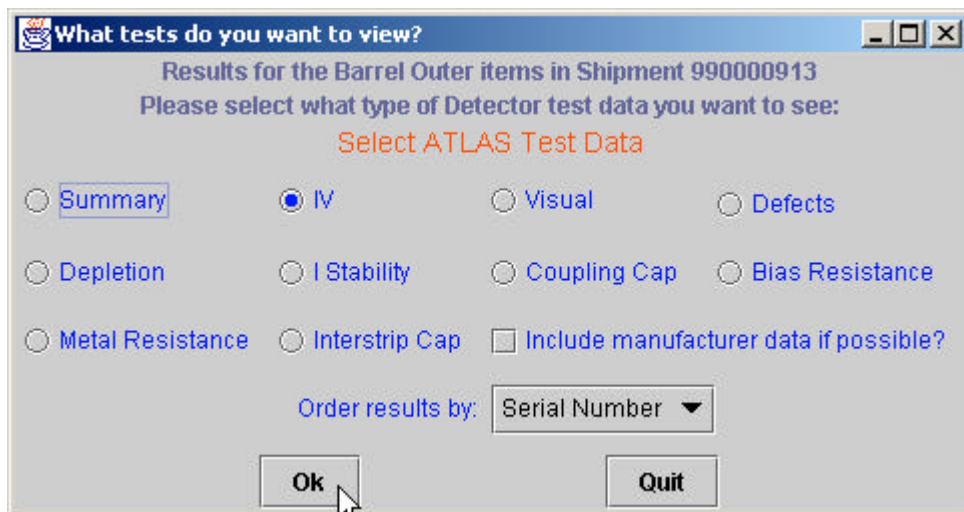 What tests do you want to view?
Results for the Barrel Outer items in Shipment 990000913
Please select what type of Detector test data you want to see:
Select ATLAS Test Data
Summary IV Visual Defects
Depletion I Stability Coupling Cap Bias Resistance
Metal Resistance Interstrip Cap Include manufacturer data if possible?
Order results by: Serial Number
Ok Quit